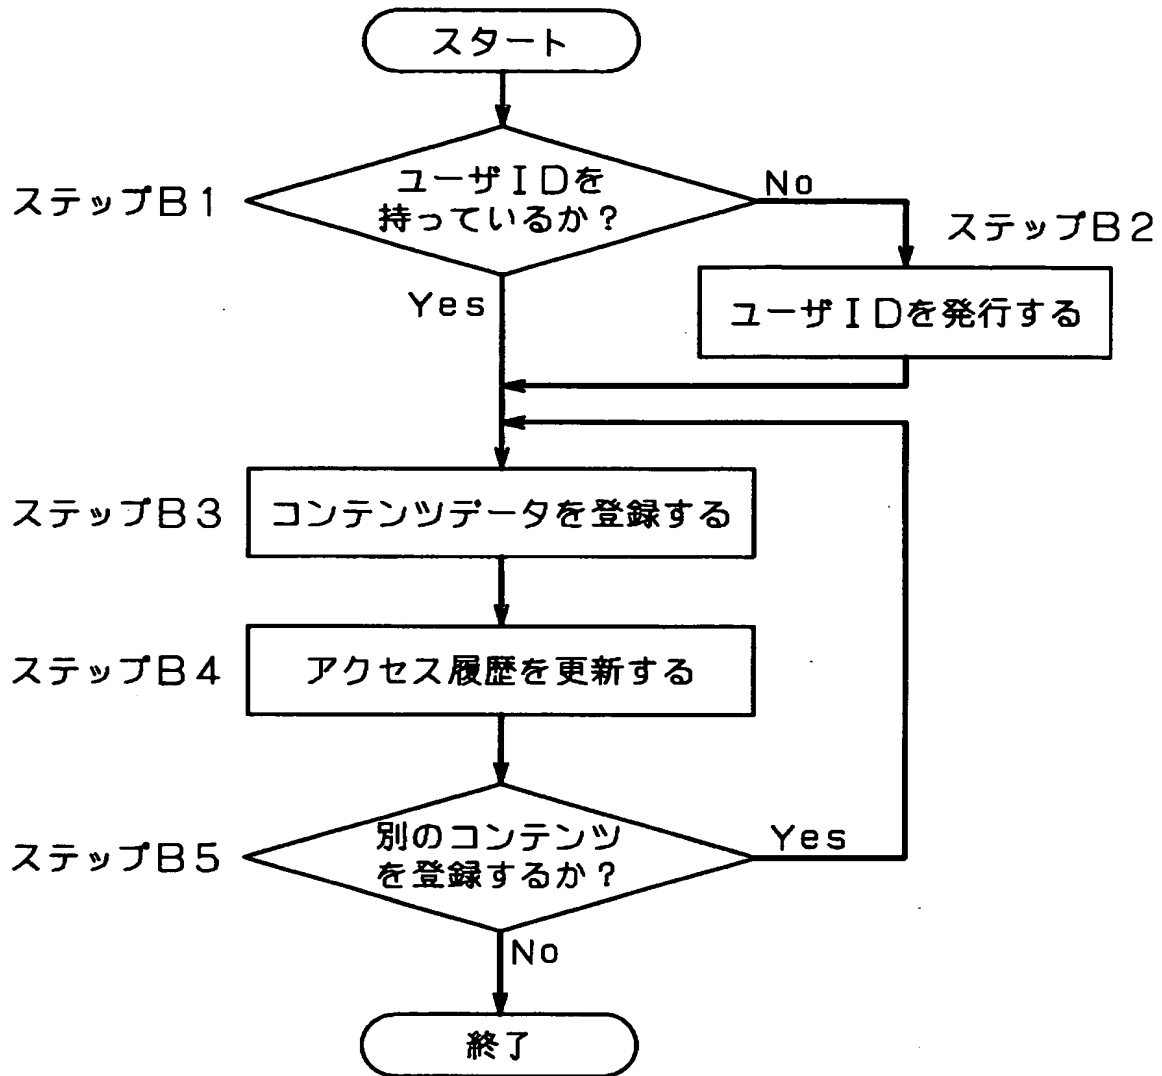 スタート
ステップB1
ユーザIDを
持っているか?
No
ステップB2
Yes
ユーザIDを発行する
ステップB3
コンテンツデータを登録する
ステップB4
アクセス履歴を更新する
ステップB5
別のコンテンツ
を登録するか?
Yes
No
終了